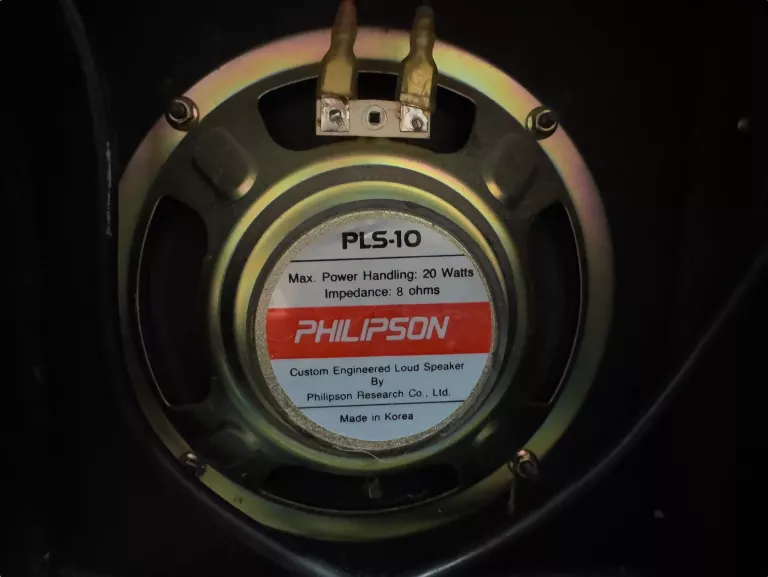 PLS-10
Max. Power Handling: 20 Watts
Impedance: 8 ohms
PHILIPSON
Custom Engineered Loud Speaker
By
Philipson Research Co., Ltd.
Made in Korea